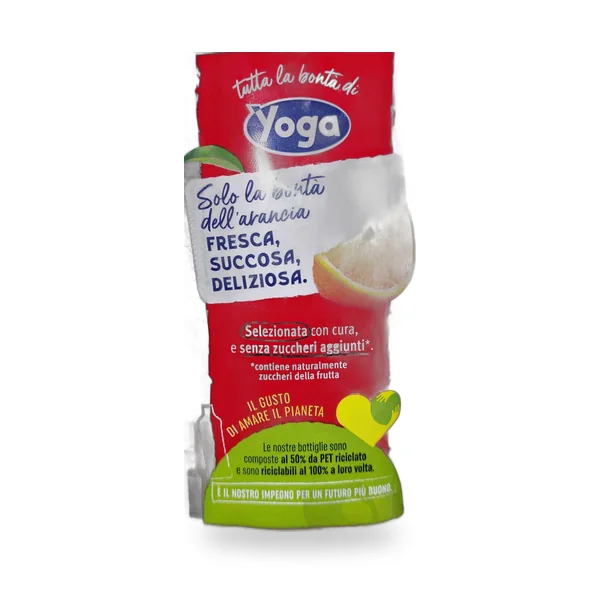 tutta la bontà di
Yoga
Solo la bontà
dell'arancia
FRESCA,
SUCCOSA,
DELIZIOSA.
Selezionata con cura,
e senza zuccheri aggiunti*.
*contiene naturalmente
zuccheri della frutta
IL GUSTO
DI AMARE IL PIANETA
Le nostre bottiglie sono
composte al 50% da PET riciclato
e sono riciclabili al 100% a loro volta.
È IL NOSTRO IMPEGNO PER UN FUTURO PIÙ BUONO.